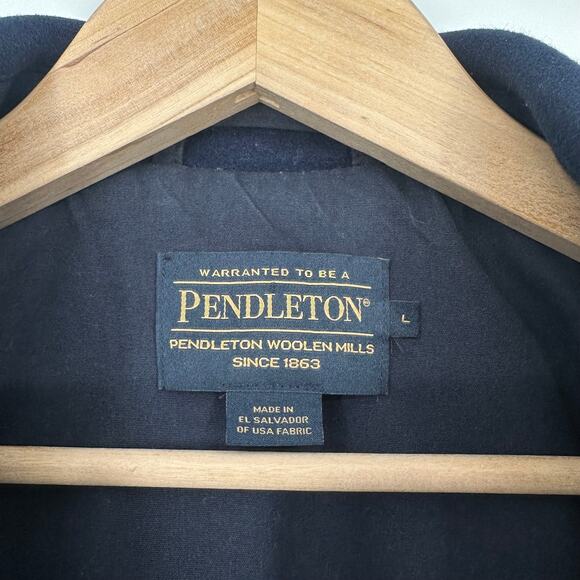 WARRANTED TO BE A
PENDLETON®
L
PENDLETON WOOLEN MILLS
SINCE 1863
MADE IN
EL SALVADOR
OF USA FABRIC